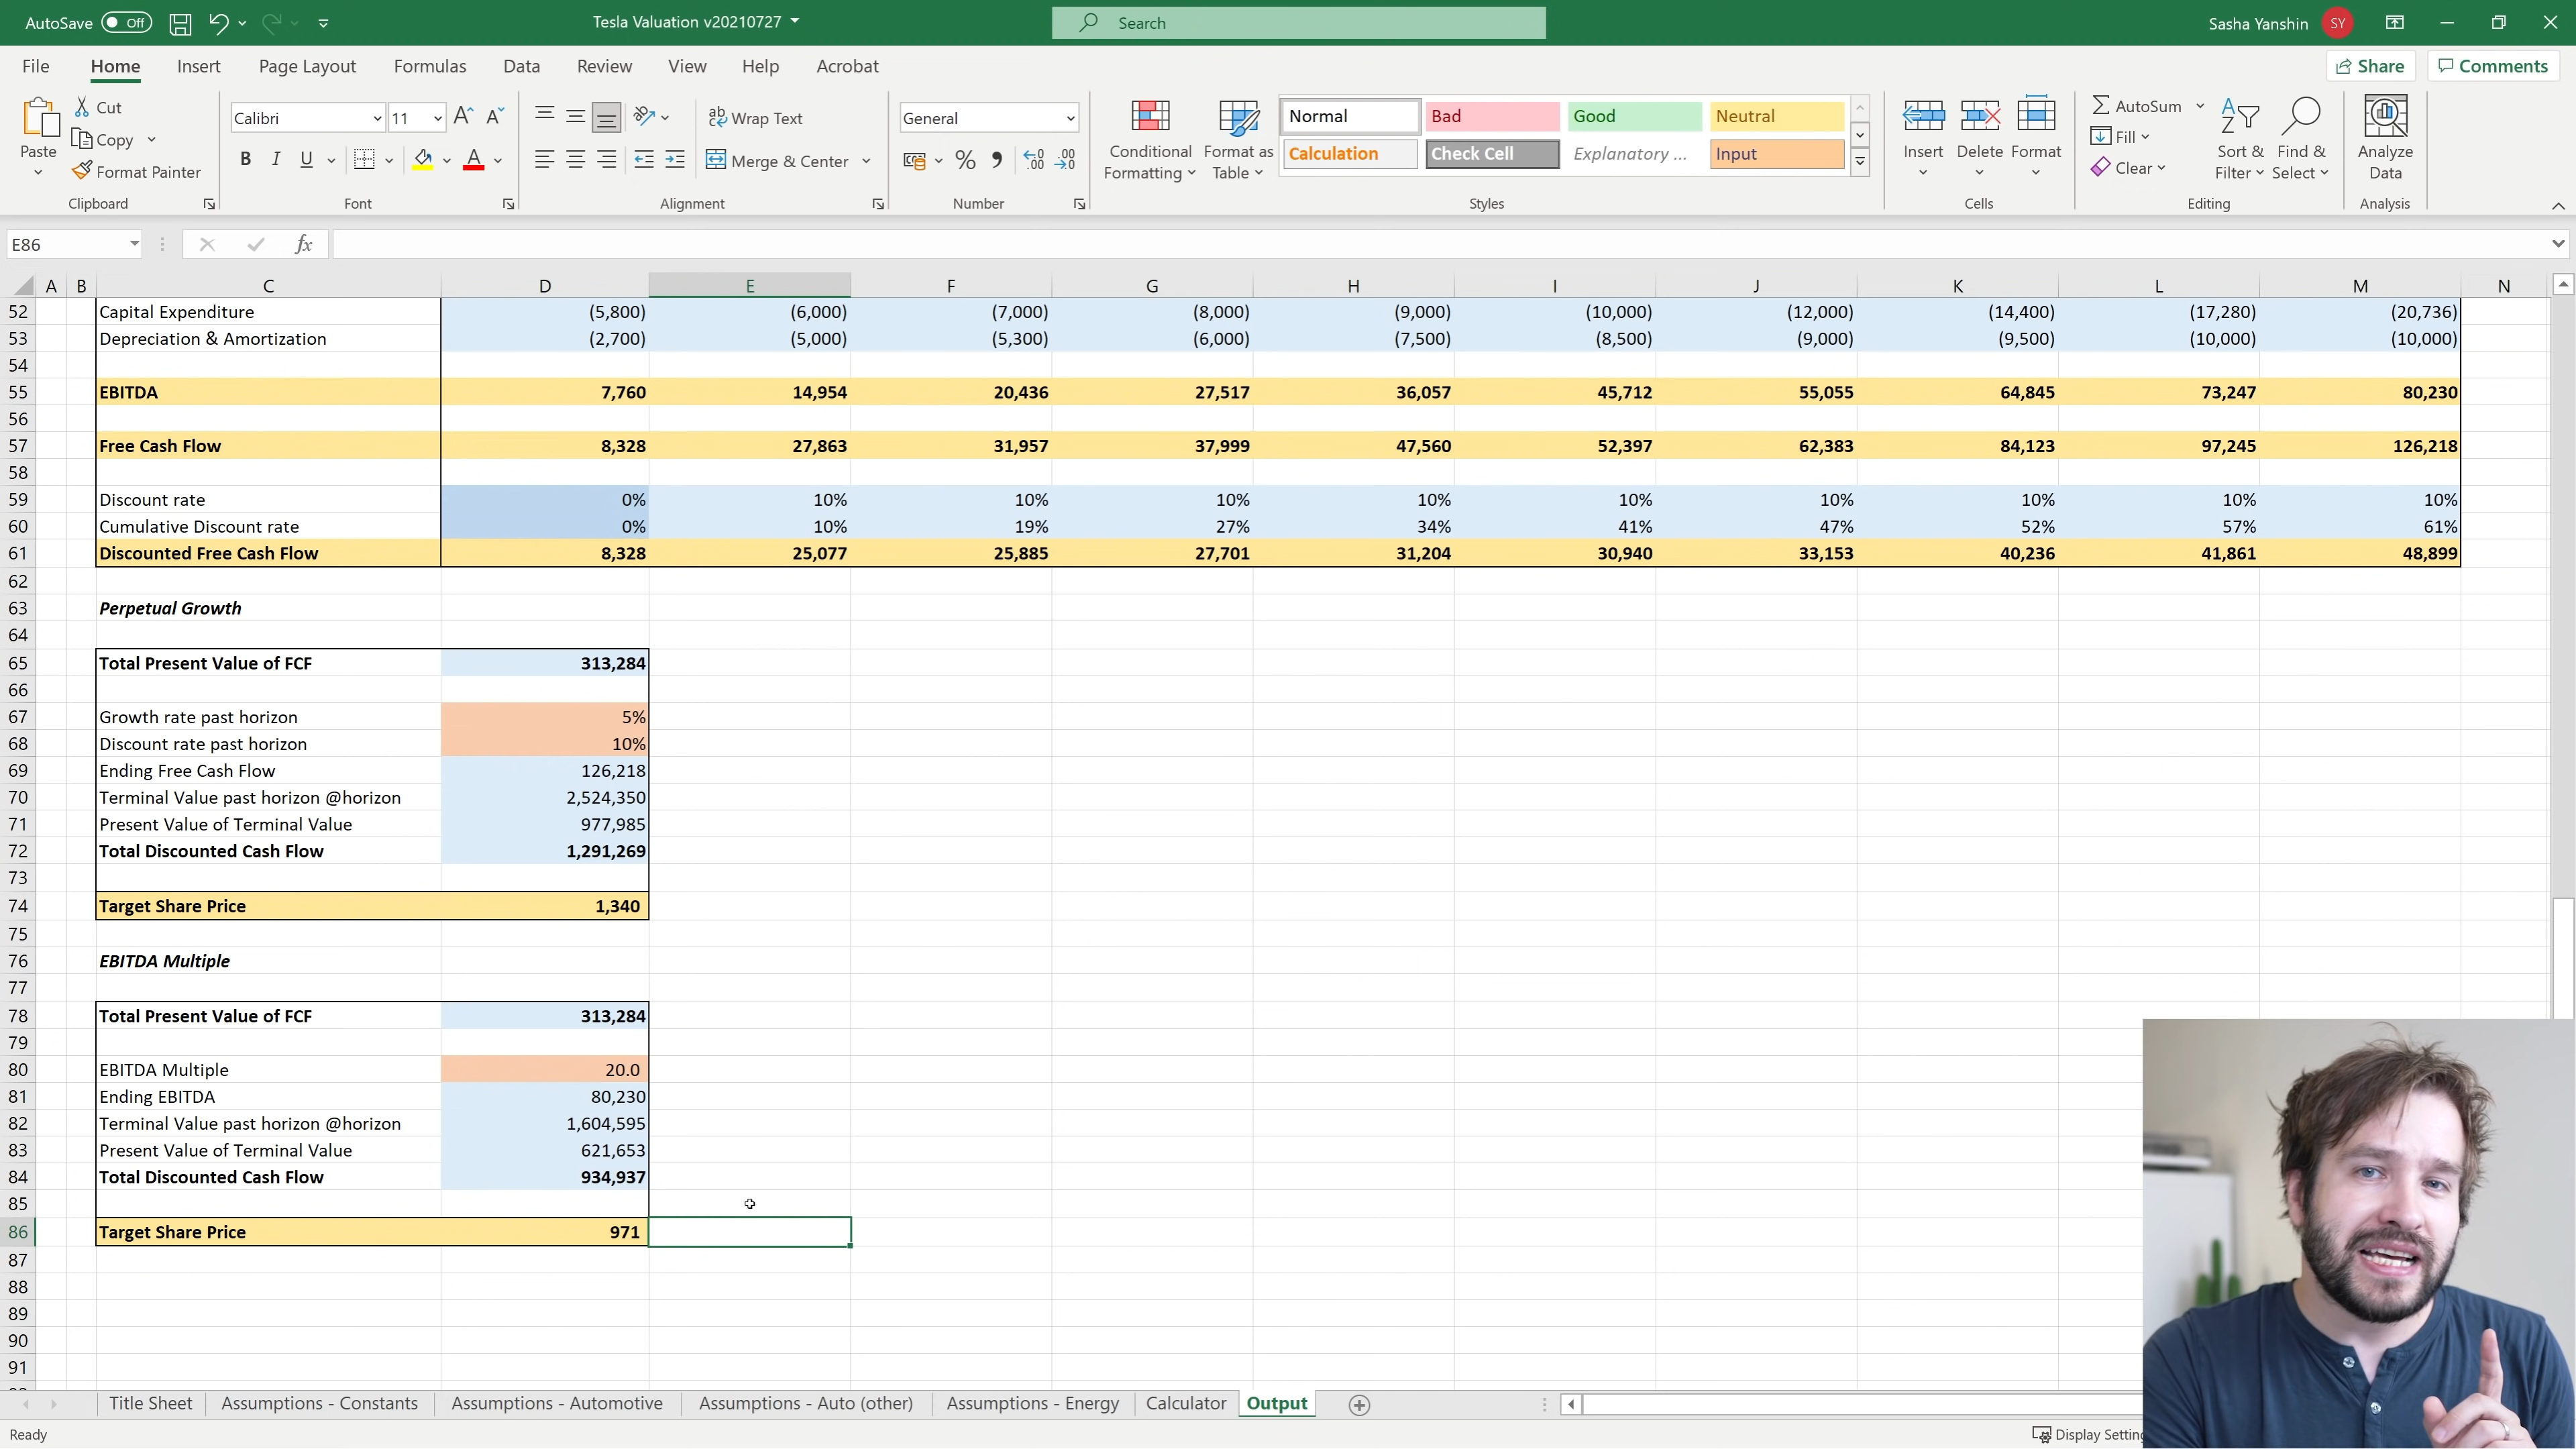 AutoSave Off Tesla Valuation v20210727 Search Sasha Yanshin SY
File Home Insert Page Layout Formulas Data Review View Help Acrobat Share Comments
Paste Cut Copy Format Painter Clipboard
Calibri 11 B I U A Font
ab Wrap Text Merge & Center Alignment
General % Number
Conditional Formatting Format as Table Normal Bad Good Neutral Calculation Check Cell Explanatory ... Input Styles
Insert Delete Format Cells
AutoSum Fill Clear Sort & Filter Find & Select Editing
Analyze Data Analysis
E86 fx
A B C D E F G H I J K L M N
52 Capital Expenditure (5,800) (6,000) (7,000) (8,000) (9,000) (10,000) (12,000) (14,400) (17,280) (20,736)
53 Depreciation & Amortization (2,700) (5,000) (5,300) (6,000) (7,500) (8,500) (9,000) (9,500) (10,000) (10,000)
54
55 EBITDA 7,760 14,954 20,436 27,517 36,057 45,712 55,055 64,845 73,247 80,230
56
57 Free Cash Flow 8,328 27,863 31,957 37,999 47,560 52,397 62,383 84,123 97,245 126,218
58
59 Discount rate 0% 10% 10% 10% 10% 10% 10% 10% 10% 10%
60 Cumulative Discount rate 0% 10% 19% 27% 34% 41% 47% 52% 57% 61%
61 Discounted Free Cash Flow 8,328 25,077 25,885 27,701 31,204 30,940 33,153 40,236 41,861 48,899
62
63 Perpetual Growth
64
65 Total Present Value of FCF 313,284
66
67 Growth rate past horizon 5%
68 Discount rate past horizon 10%
69 Ending Free Cash Flow 126,218
70 Terminal Value past horizon @horizon 2,524,350
71 Present Value of Terminal Value 977,985
72 Total Discounted Cash Flow 1,291,269
73
74 Target Share Price 1,340
75
76 EBITDA Multiple
77
78 Total Present Value of FCF 313,284
79
80 EBITDA Multiple 20.0
81 Ending EBITDA 80,230
82 Terminal Value past horizon @horizon 1,604,595
83 Present Value of Terminal Value 621,653
84 Total Discounted Cash Flow 934,937
85
86 Target Share Price 971
87
88
89
90
91
Title Sheet Assumptions - Constants Assumptions - Automotive Assumptions - Auto (other) Assumptions - Energy Calculator Output
Ready Display